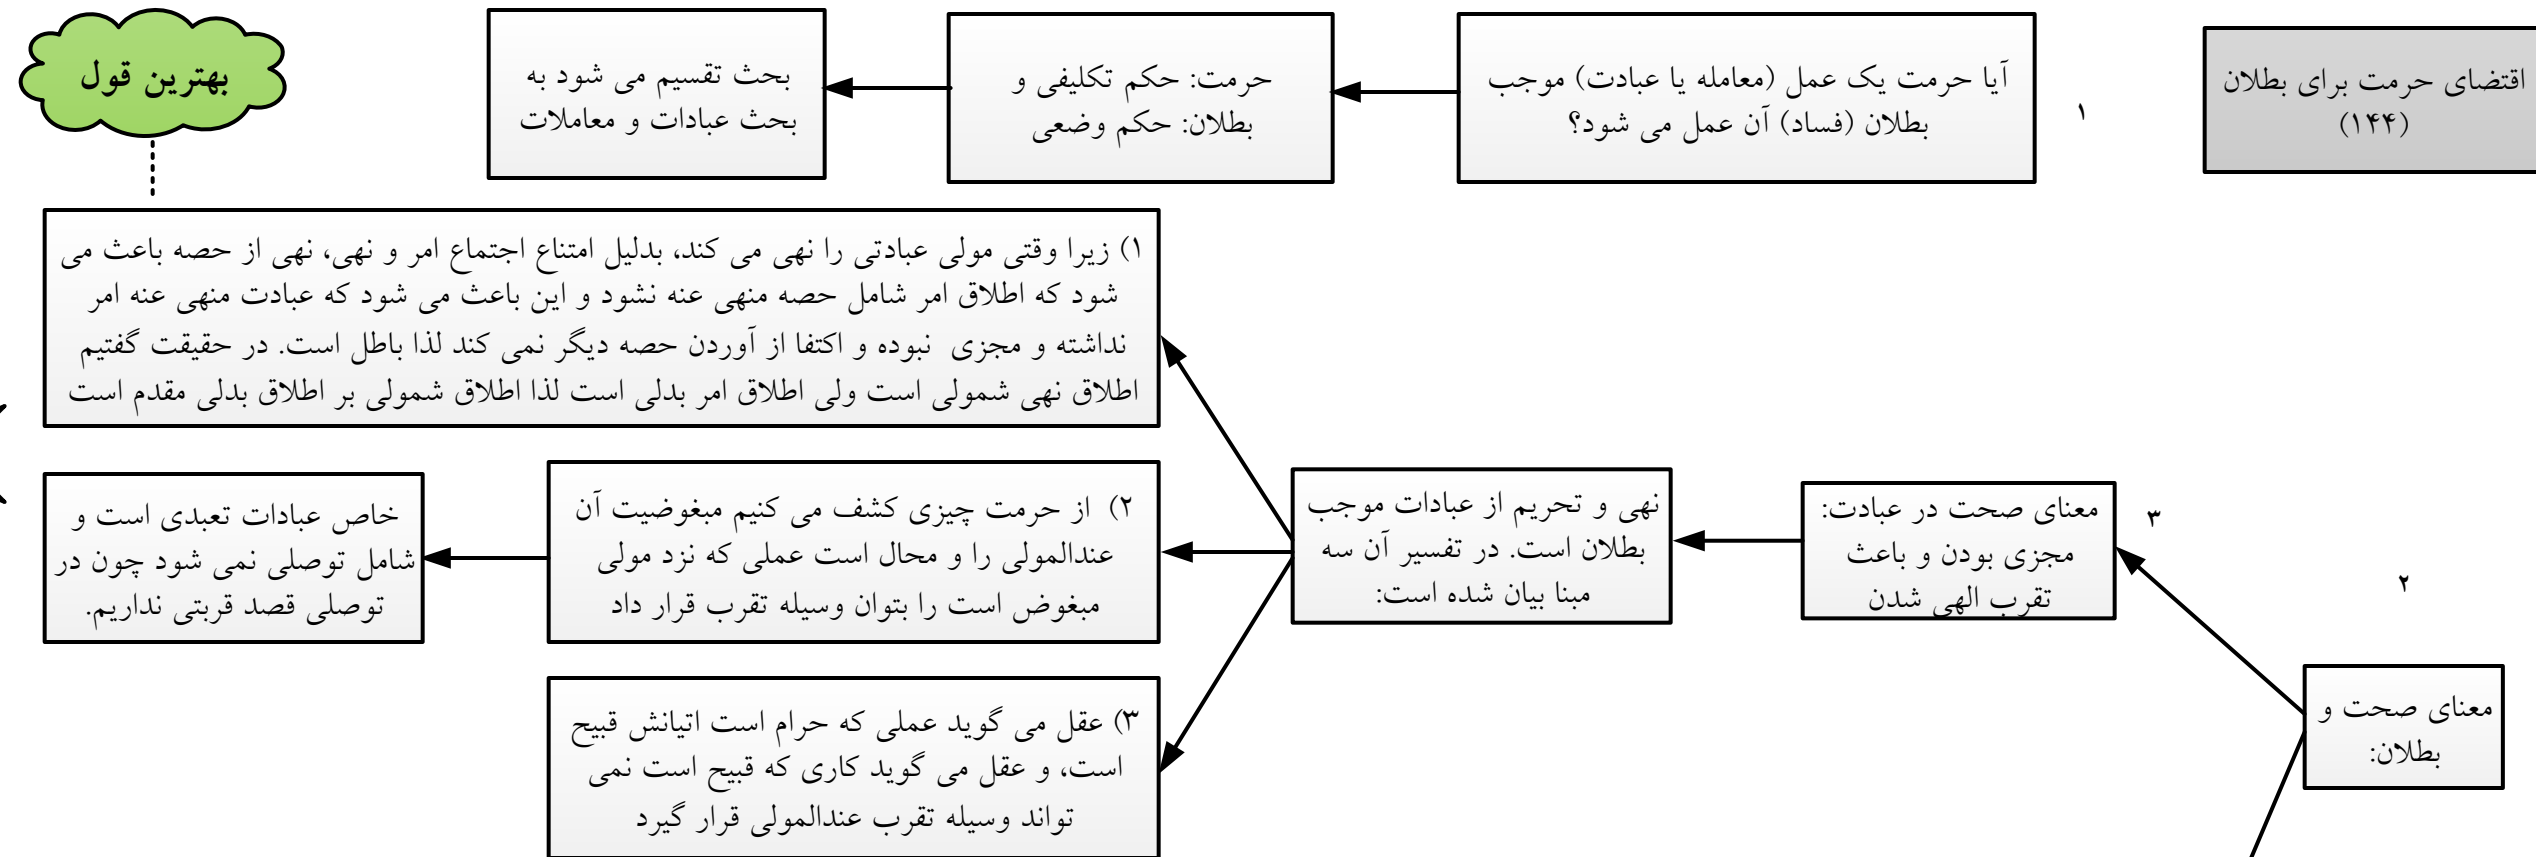 اقتضای حرمت برای بطلان
(۱۴۴)
۱
آیا حرمت یک عمل (معامله یا عبادت) موجب
بطلان (فساد) آن عمل می شود؟
حرمت: حکم تکلیفی و
بطلان: حکم وضعی
بحث تقسیم می شود به
بحث عبادات و معاملات
بهترین قول
۲
معنای صحت و
بطلان:
۳
معنای صحت در عبادت:
مجزی بودن و باعث
تقرب الهی شدن
نهی و تحریم از عبادات موجب
بطلان است. در تفسیر آن سه
مبنا بیان شده است:
۱) زیرا وقتی مولی عبادتی را نهی می کند، بدلیل امتناع اجتماع امر و نهی، نهی از حصه باعث می
شود که اطلاق امر شامل حصه منهی عنه نشود و این باعث می شود که عبادت منهی عنه امر
نداشته و مجزی نبوده و اکتفا از آوردن حصه دیگر نمی کند لذا باطل است. در حقیقت گفتیم
اطلاق نهی شمولی است ولی اطلاق امر بدلی است لذا اطلاق شمولی بر اطلاق بدلی مقدم است
۲) از حرمت چیزی کشف می کنیم مبغوضیت آن
عندالمولی را و محال است عملی که نزد مولی
مبغوض است را بتوان وسیله تقرب قرار داد
خاص عبادات تعبدی است و
شامل توصلی نمی شود چون در
توصلی قصد قربتی نداریم.
۳) عقل می گوید عملی که حرام است اتیانش قبیح
است، و عقل می گوید کاری که قبیح است نمی
تواند وسیله تقرب عندالمولی قرار گیرد